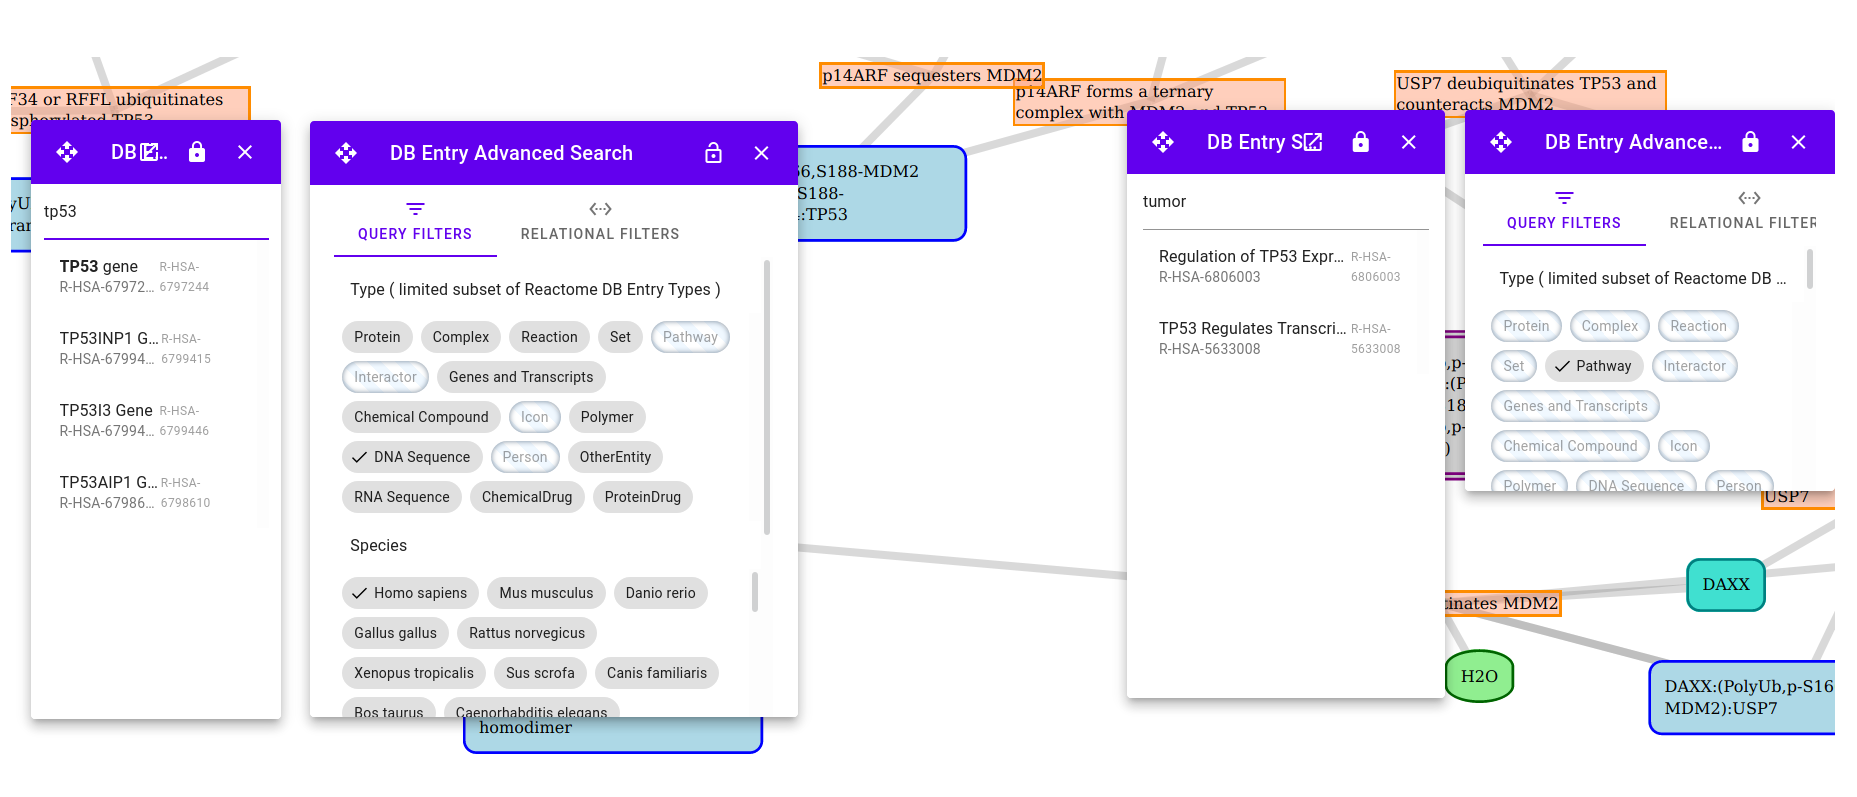 F34 or RFFL ubiquitinates
sphorylated TP53
p14ARF sequesters MDM2
p14ARF forms a ternary
complex with MDM2 and TP53
USP7 deubiquitinates TP53 and
counteracts MDM2
DB
..
tp53
TP53 gene
R-HSA-67972...
R-HSA-
6797244
TP53INP1 G...
R-HSA-67994...
R-HSA-
6799415
TP53I3 Gene
R-HSA-67994...
R-HSA-
6799446
TP53AIP1 G...
R-HSA-67986...
R-HSA-
6798610
DB Entry Advanced Search
QUERY FILTERS
RELATIONAL FILTERS
Type ( limited subset of Reactome DB Entry Types )
Protein Complex Reaction Set Pathway
Interactor Genes and Transcripts
Chemical Compound Icon Polymer
DNA Sequence Person OtherEntity
RNA Sequence ChemicalDrug ProteinDrug
Species
Homo sapiens Mus musculus Danio rerio
Gallus gallus Rattus norvegicus
Xenopus tropicalis Sus scrofa Canis familiaris
Bos taurus Caenorhabditis elegans
homodimer
66,S188-MDM2
S188-
:TP53
DB Entry S
tumor
Regulation of TP53 Expr...
R-HSA-6806003
R-HSA-
6806003
TP53 Regulates Transcri...
R-HSA-5633008
R-HSA-
5633008
DB Entry Advance...
QUERY FILTERS
RELATIONAL FILTER
Type ( limited subset of Reactome DB ...
Protein Complex Reaction
Set Pathway Interactor
Genes and Transcripts
Chemical Compound Icon
Polymer DNA Sequence Person
,p-
:(P
18
,p-
)
USP7
tinates MDM2
DAXX
H2O
DAXX:(PolyUb,p-S16
MDM2):USP7